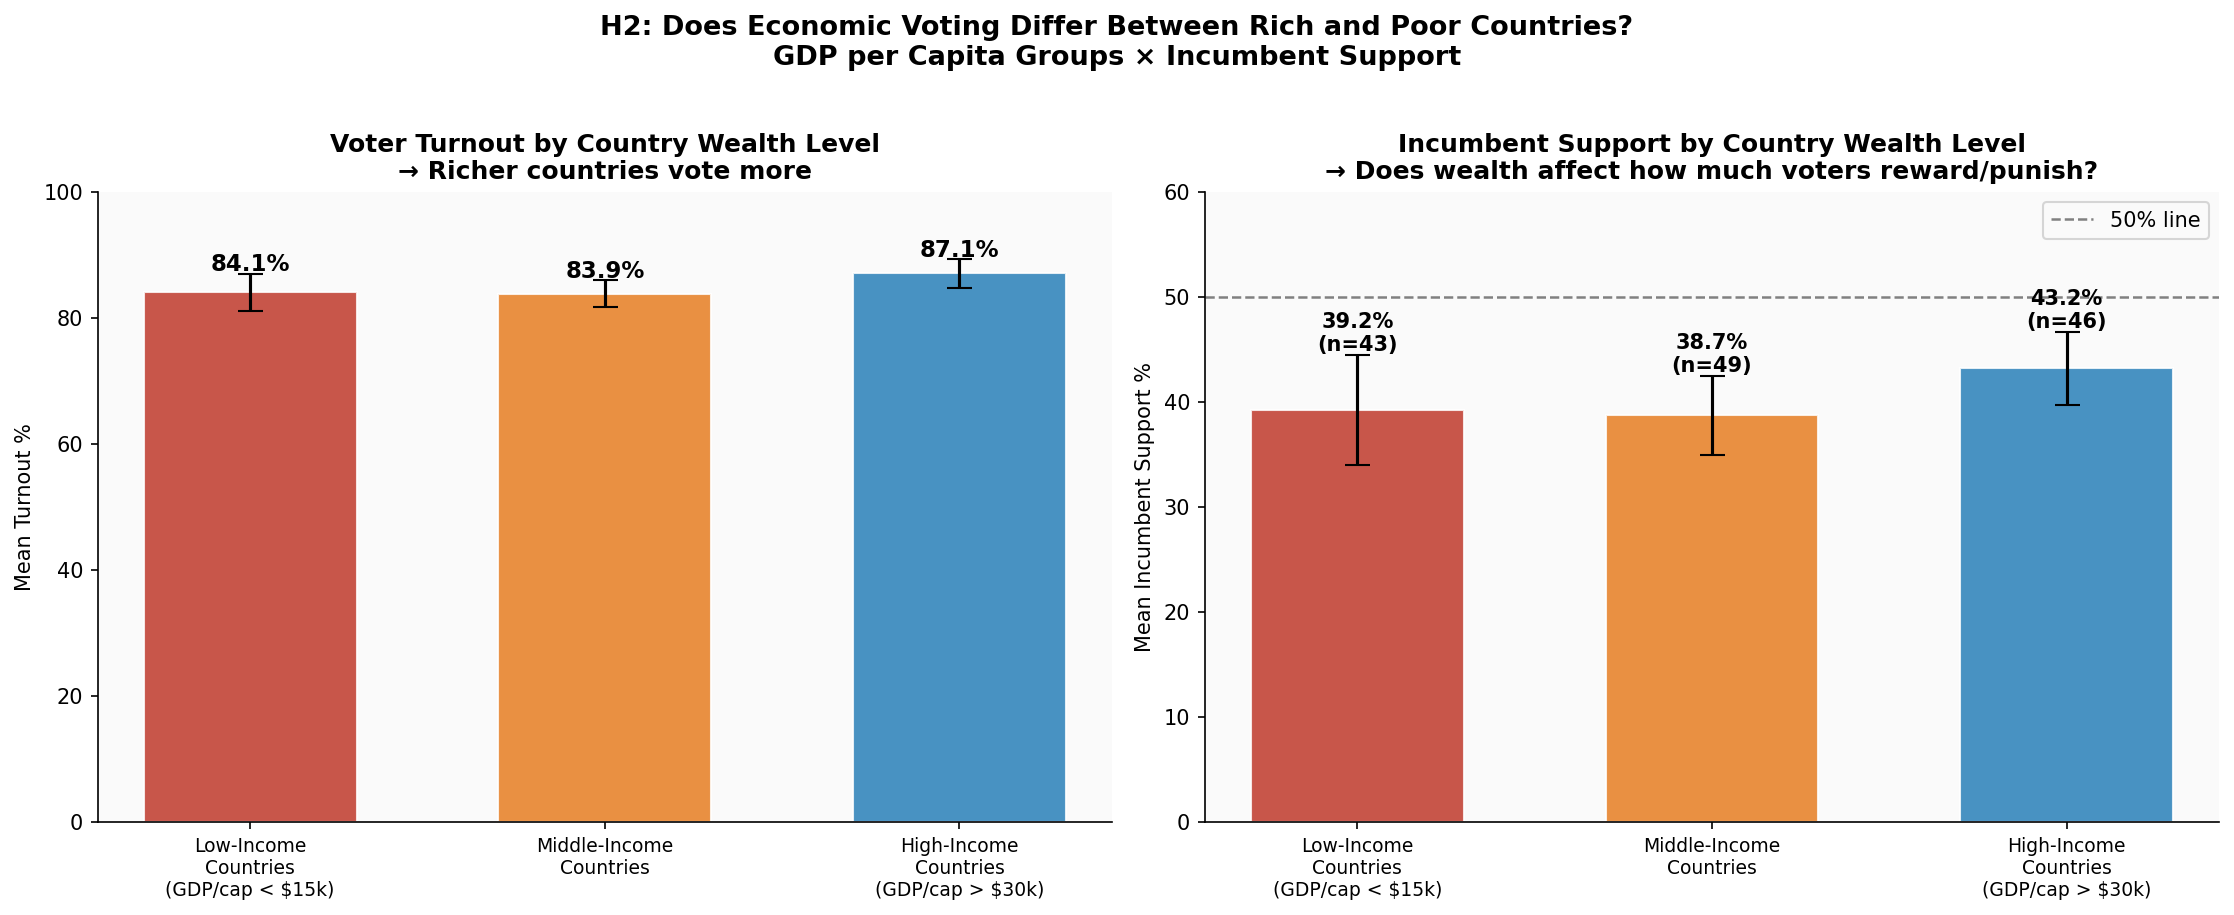 H2: Does Economic Voting Differ Between Rich and Poor Countries?
GDP per Capita Groups × Incumbent Support
Voter Turnout by Country Wealth Level
→ Richer countries vote more
Mean Turnout %
100
80
60
40
20
0
84.1%
83.9%
87.1%
Low-Income
Countries
(GDP/cap < $15k)
Middle-Income
Countries
High-Income
Countries
(GDP/cap > $30k)
Incumbent Support by Country Wealth Level
→ Does wealth affect how much voters reward/punish?
Mean Incumbent Support %
60
50
40
30
20
10
0
50% line
39.2%
(n=43)
38.7%
(n=49)
43.2%
(n=46)
Low-Income
Countries
(GDP/cap < $15k)
Middle-Income
Countries
High-Income
Countries
(GDP/cap > $30k)